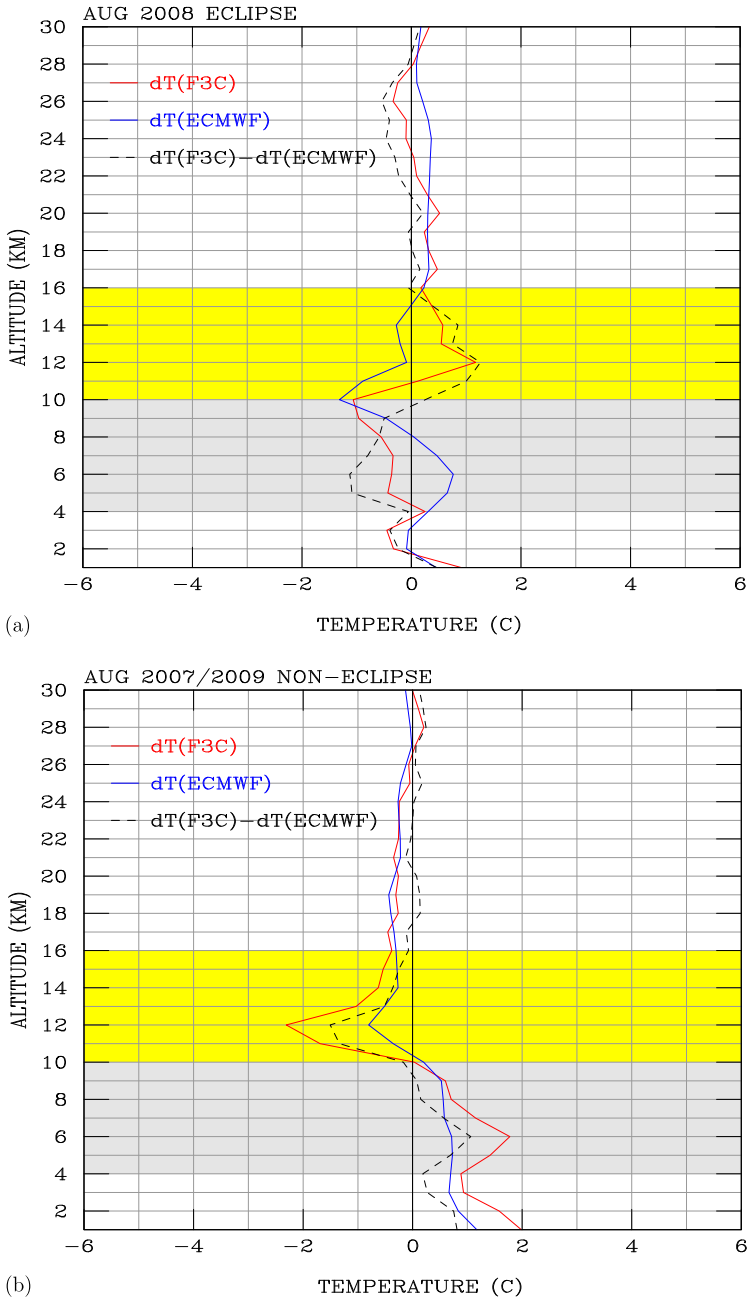 AUG 2008 ECLIPSE
30
28
dT(F3C)
26
dT(ECMWF)
24
dT(F3C)−dT(ECMWF)
22
20
18
16
14
12
10
8
6
4
2
ALTITUDE (KM)
−6 −4 −2 0 2 4 6
(a) TEMPERATURE (C)
AUG 2007/2009 NON−ECLIPSE
30
28
dT(F3C)
26
dT(ECMWF)
24
dT(F3C)−dT(ECMWF)
22
20
18
16
14
12
10
8
6
4
2
ALTITUDE (KM)
−6 −4 −2 0 2 4 6
(b) TEMPERATURE (C)